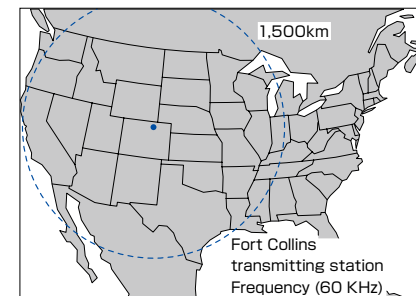 1,500km
Fort Collins
transmitting station
Frequency (60 KHz)